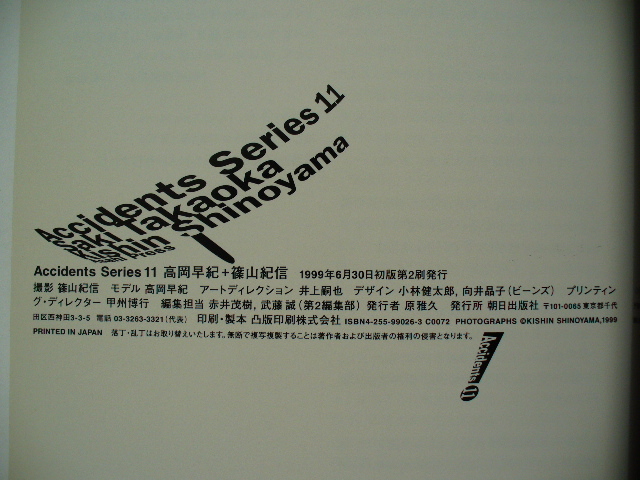 Accidents Series 11
Saki Takaoka
Kishin Shinoyama
Accidents Series 11 高岡早紀+篠山紀信 1999年6月30日初版第2刷発行
撮影 篠山紀信 モデル 高岡早紀 アートディレクション 井上嗣也 デザイン 小林健太郎, 向井晶子(ビーンズ) プリンティン
グ・ディレクター 甲州博行 編集担当 赤井茂樹, 武藤誠(第2編集部) 発行者 原雅久 発行所 朝日出版社 〒101-0065 東京都千代
田区西神田3-3-5 電話 03-3263-3321(代表) 印刷・製本 凸版印刷株式会社 ISBN4-255-99026-3 C0072 PHOTOGRAPHS ©KISHIN SHINOYAMA,1999
PRINTED IN JAPAN 落丁・乱丁はお取替えいたします。無断で複写複製することは著作者および出版者の権利の侵害となります。
Accidents 11